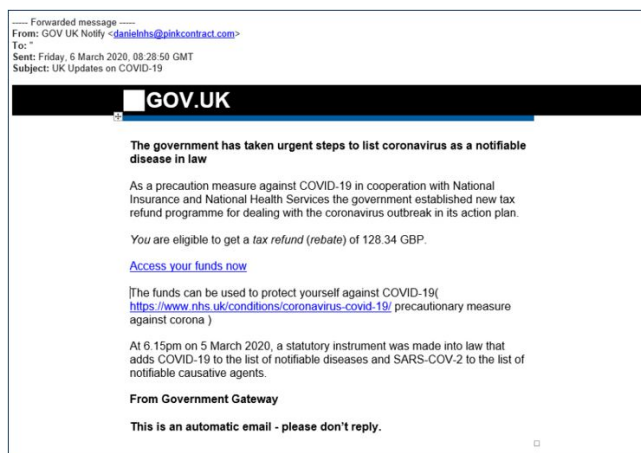 ----- Forwarded message -----
From: GOV UK Notify <danielnhs@pinkcontract.com>
To: "
Sent: Friday, 6 March 2020, 08:28:50 GMT
Subject: UK Updates on COVID-19
GOV.UK
The government has taken urgent steps to list coronavirus as a notifiable
disease in law
As a precaution measure against COVID-19 in cooperation with National
Insurance and National Health Services the government established new tax
refund programme for dealing with the coronavirus outbreak in its action plan.
You are eligible to get a tax refund (rebate) of 128.34 GBP.
Access your funds now
The funds can be used to protect yourself against COVID-19(
https://www.nhs.uk/conditions/coronavirus-covid-19/ precautionary measure
against corona )
At 6.15pm on 5 March 2020, a statutory instrument was made into law that
adds COVID-19 to the list of notifiable diseases and SARS-COV-2 to the list of
notifiable causative agents.
From Government Gateway
This is an automatic email - please don't reply.